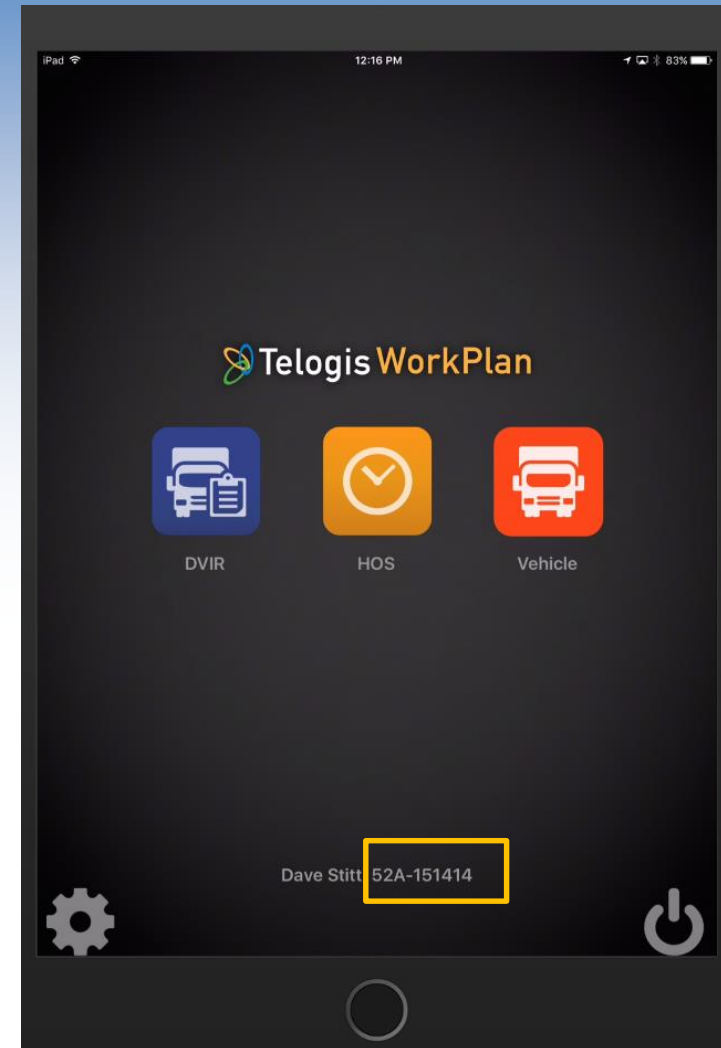 iPad 12:16 PM 83%
Telogis WorkPlan
DVIR HOS Vehicle
Dave Stitt 52A-151414